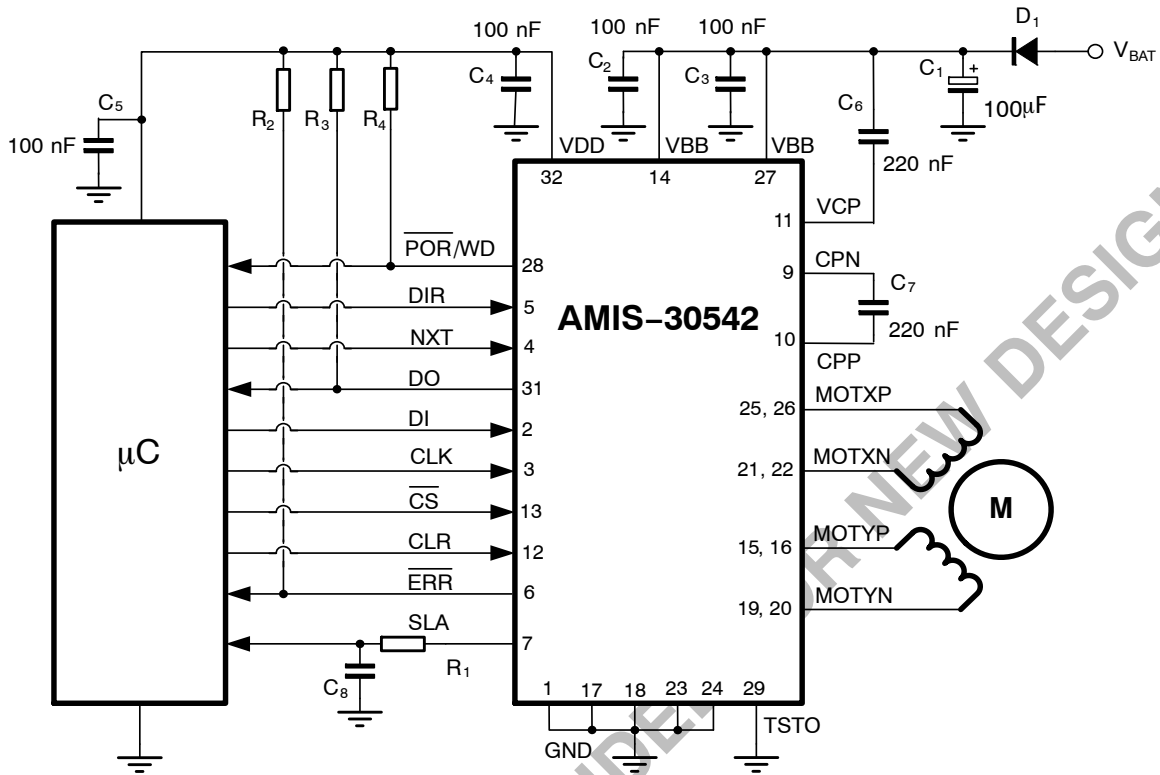 100 nF
100 nF
100 nF
D1
VBAT
C4
C2
C3
C1
+
100µF
C5
100 nF
R2
R3
R4
C6
220 nF
VDD
VBB
VBB
32
14
27
11
VCP
POR/WD
28
9
CPN
DIR
5
AMIS–30542
C7
220 nF
NXT
4
10
CPP
DO
31
25, 26
MOTXP
DI
2
µC
CLK
3
21, 22
MOTXN
CS
13
M
CLR
12
15, 16
MOTYP
ERR
6
19, 20
MOTYN
SLA
7
R1
C8
1
17
18
23
24
29
GND
TSTO
OR NEW DESIG